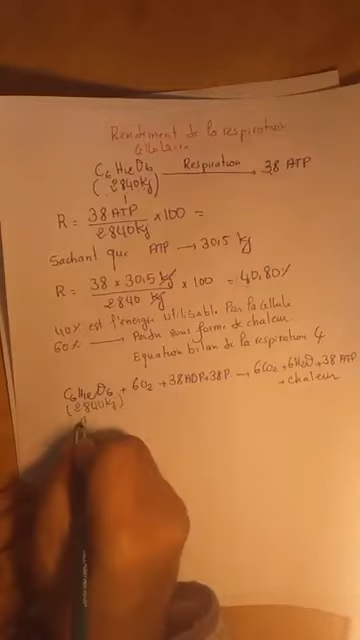 Rendement de la respiration
cellulaire
C₆H₁₂O₆ Respiration → 38 ATP
(2840kj)
R = 38 ATP / 2840kj × 100 =
Sachant que ATP → 30,5 kj
R = 38 × 30,5 kj / 2840 kj × 100 = 40,80%
40% est l'énergie utilisable par la cellule
60% → Perdu sous forme de chaleur
Equation bilan de la respiration
C₆H₁₂O₆ + 6O₂ + 38ADP + 38P → 6CO₂ + 6H₂O + 38 ATP
(2840kj) + chaleur